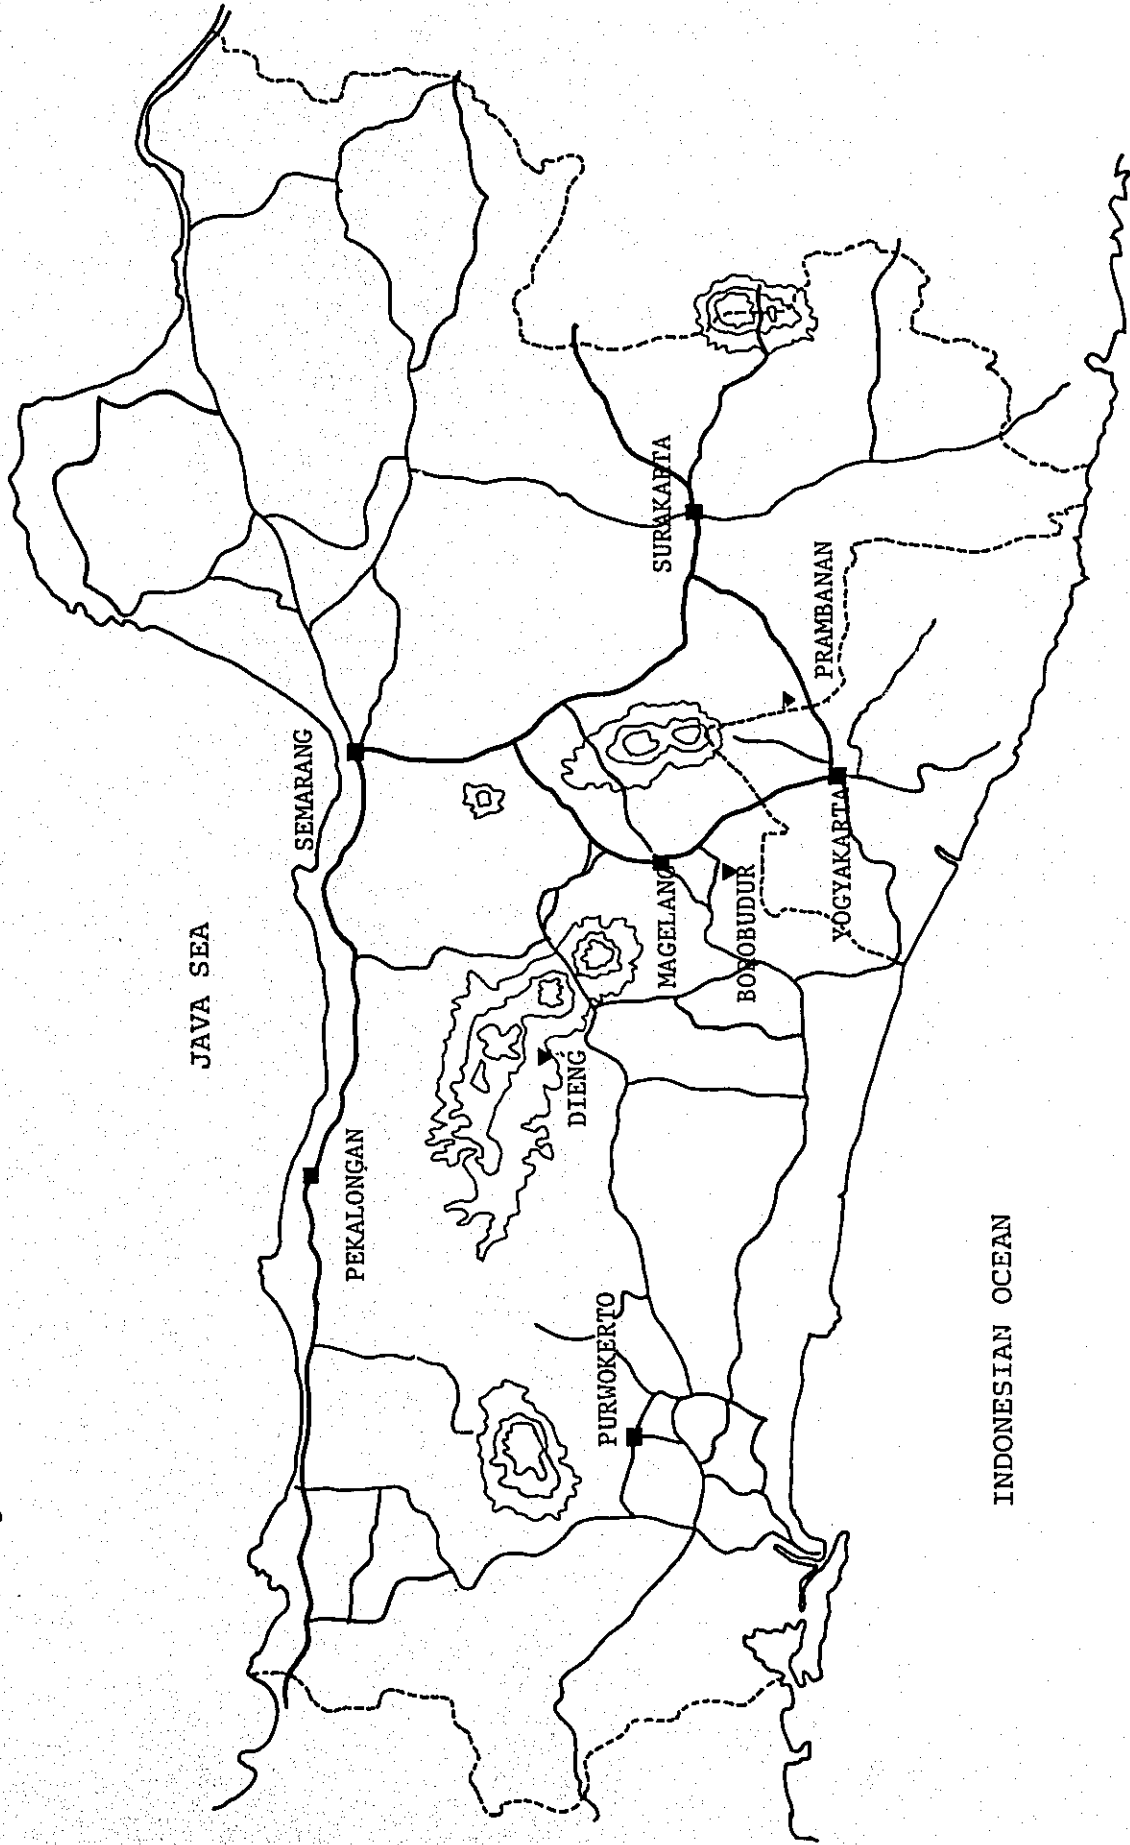 JAVA SEA
SEMARANG
PEKALONGAN
SURAKARTA
PRAMBANAN
MAGELANG
BOROBUDUR
YOGYAKARTA
DIENG
PURWOKERTO
INDONESIAN OCEAN